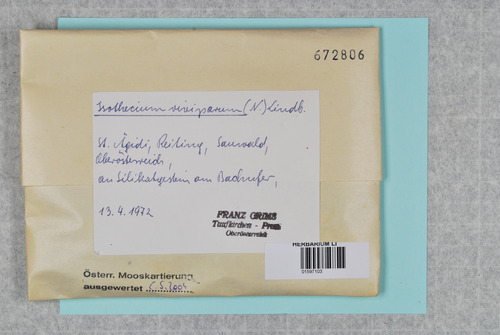 672806
Isothecium viviparum (N.) Lindb.
St. Ägidi, Reiting, Sauwald,
Oberösterreich,
an Silikatgestein am Bachufer,
13. 4. 1972
FRANZ GRIMS
Taufkirchen - Pram
Oberösterreich
HERBARIUM LI
Österr. Mooskartierung
ausgewertet